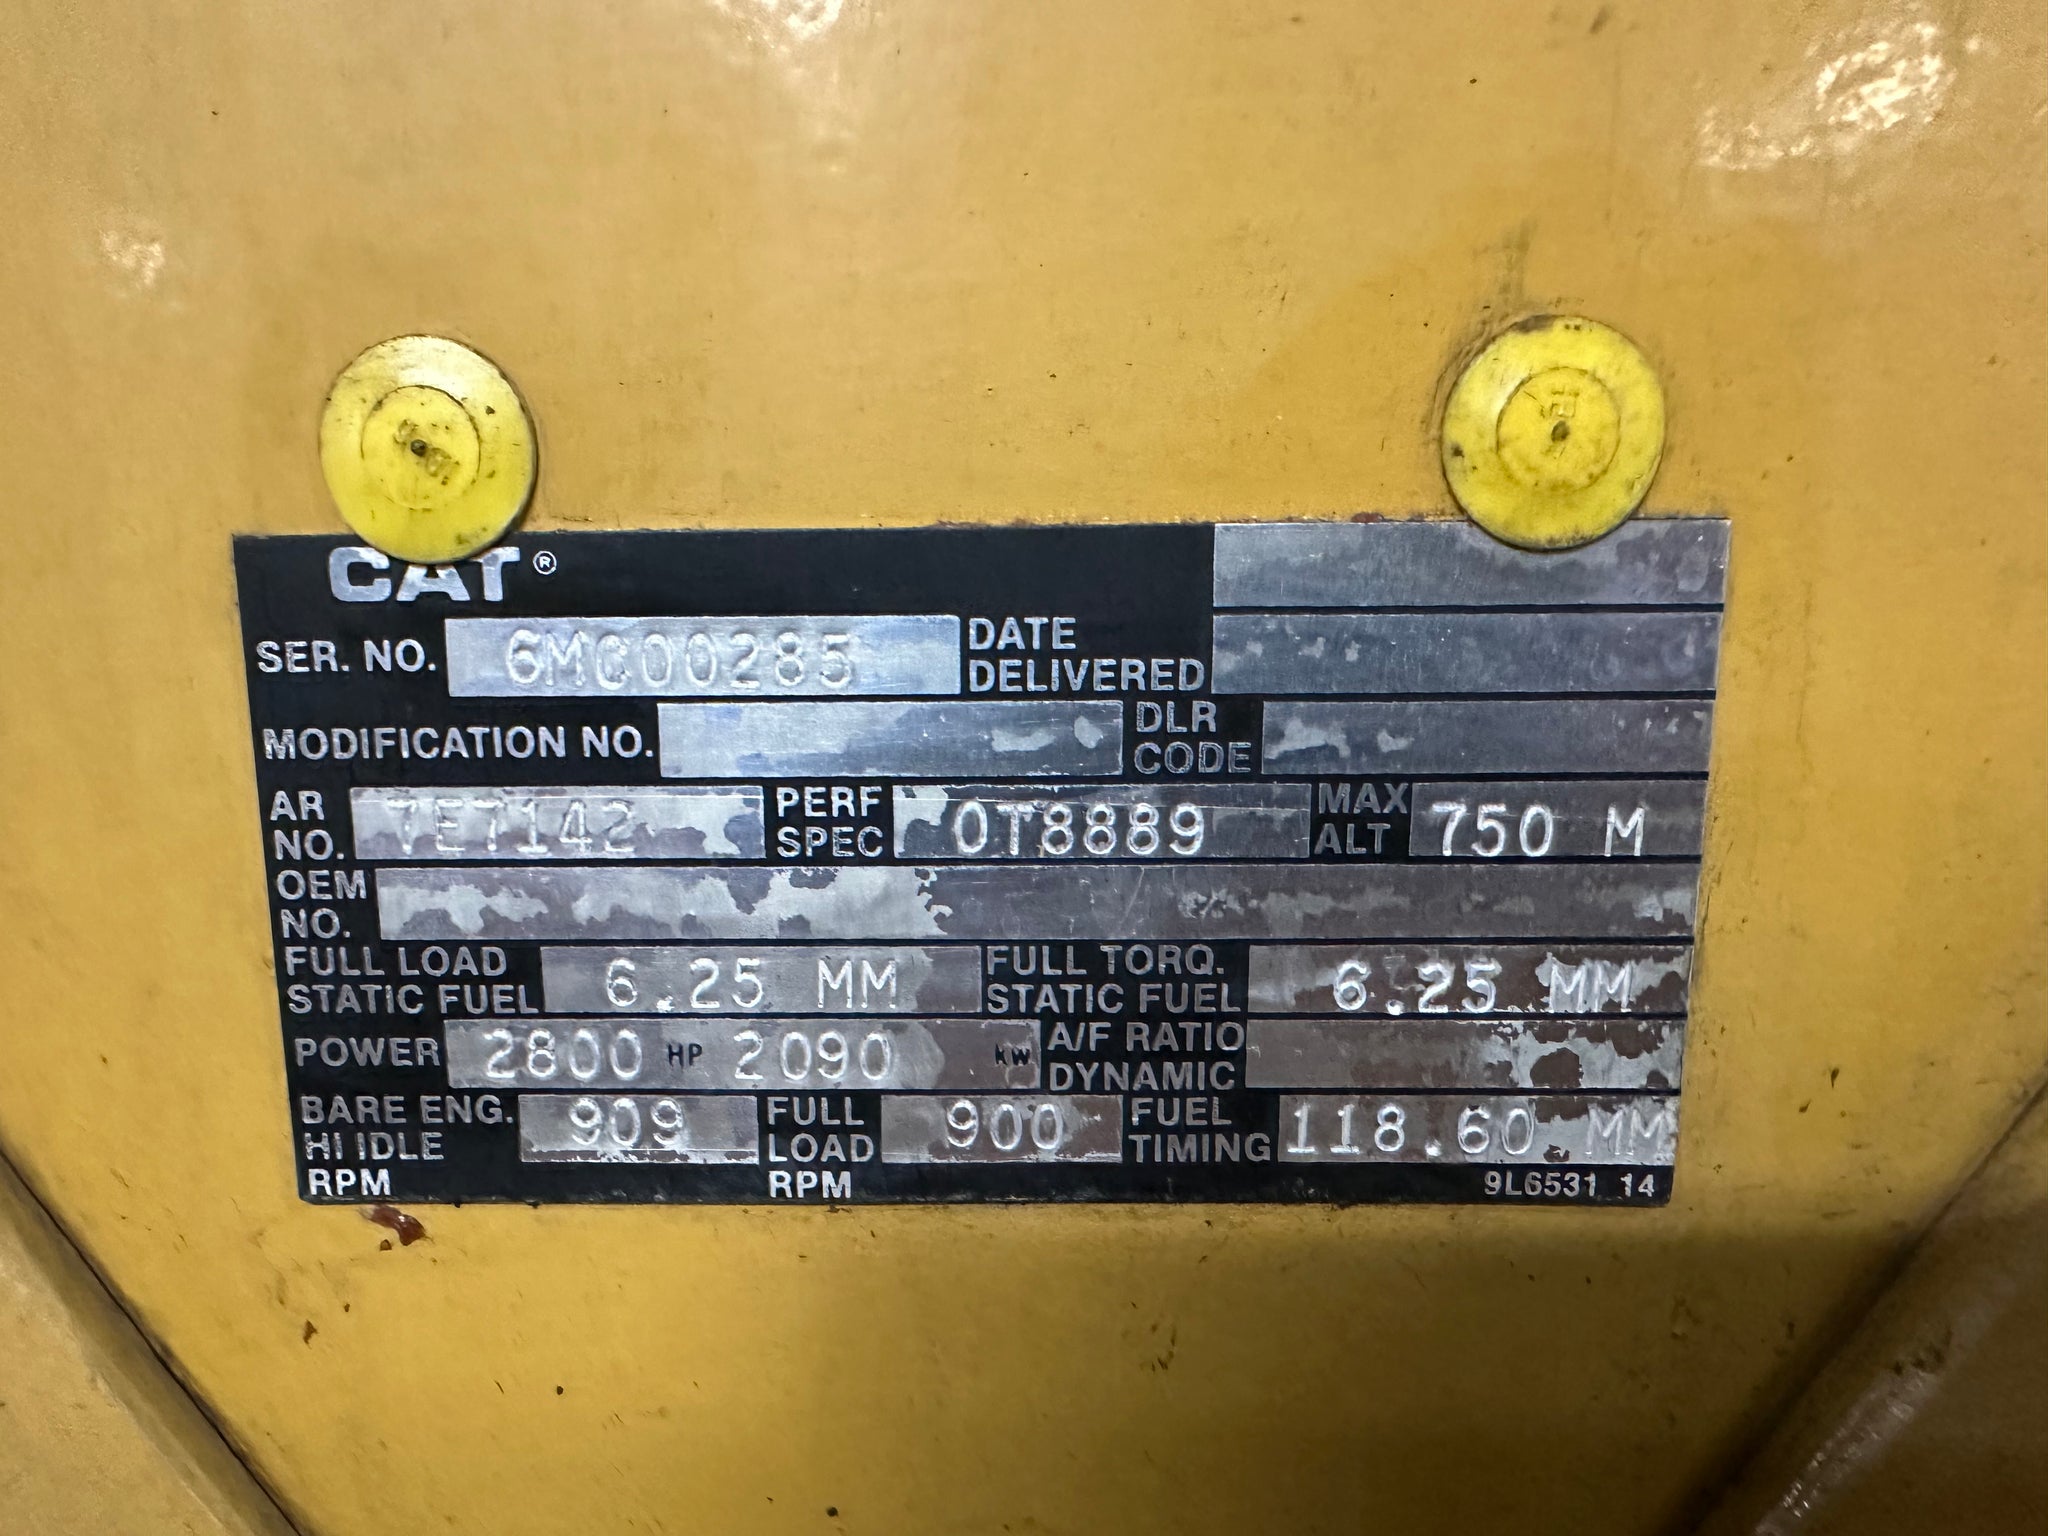 CAT®
SER. NO. 6MC00285 DATE DELIVERED
MODIFICATION NO. DLR CODE
AR NO. 7E7142 PERF SPEC 0T8889 MAX ALT 750 M
OEM NO.
FULL LOAD STATIC FUEL 6.25 MM FULL TORQ. STATIC FUEL 6.25 MM
POWER 2800 HP 2090 KW A/F RATIO DYNAMIC
BARE ENG. HI IDLE RPM 909 FULL LOAD RPM 900 FUEL TIMING 118.60 MM
9L6531 14